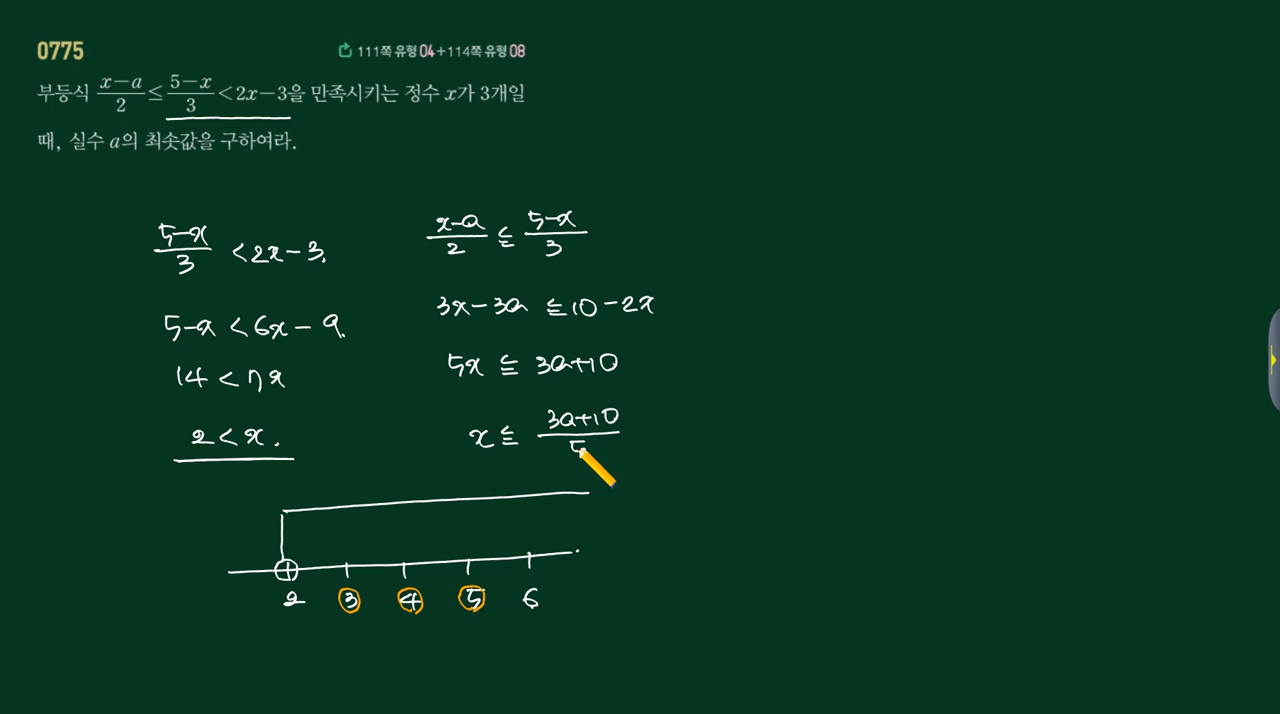 0775
111쪽 유형 04+114쪽 유형 08
부등식 (x-a)/2 ≤ (5-x)/3 < 2x-3을 만족시키는 정수 x가 3개일
때, 실수 a의 최솟값을 구하여라.
(5-x)/3 < 2x-3.
5-x < 6x-9.
14 < 7x
2 < x.
(x-a)/2 ≦ (5-x)/3
3x-3a ≦ 10-2x
5x ≦ 3a+10
x ≦ (3a+10)/5
2 3 4 5 6